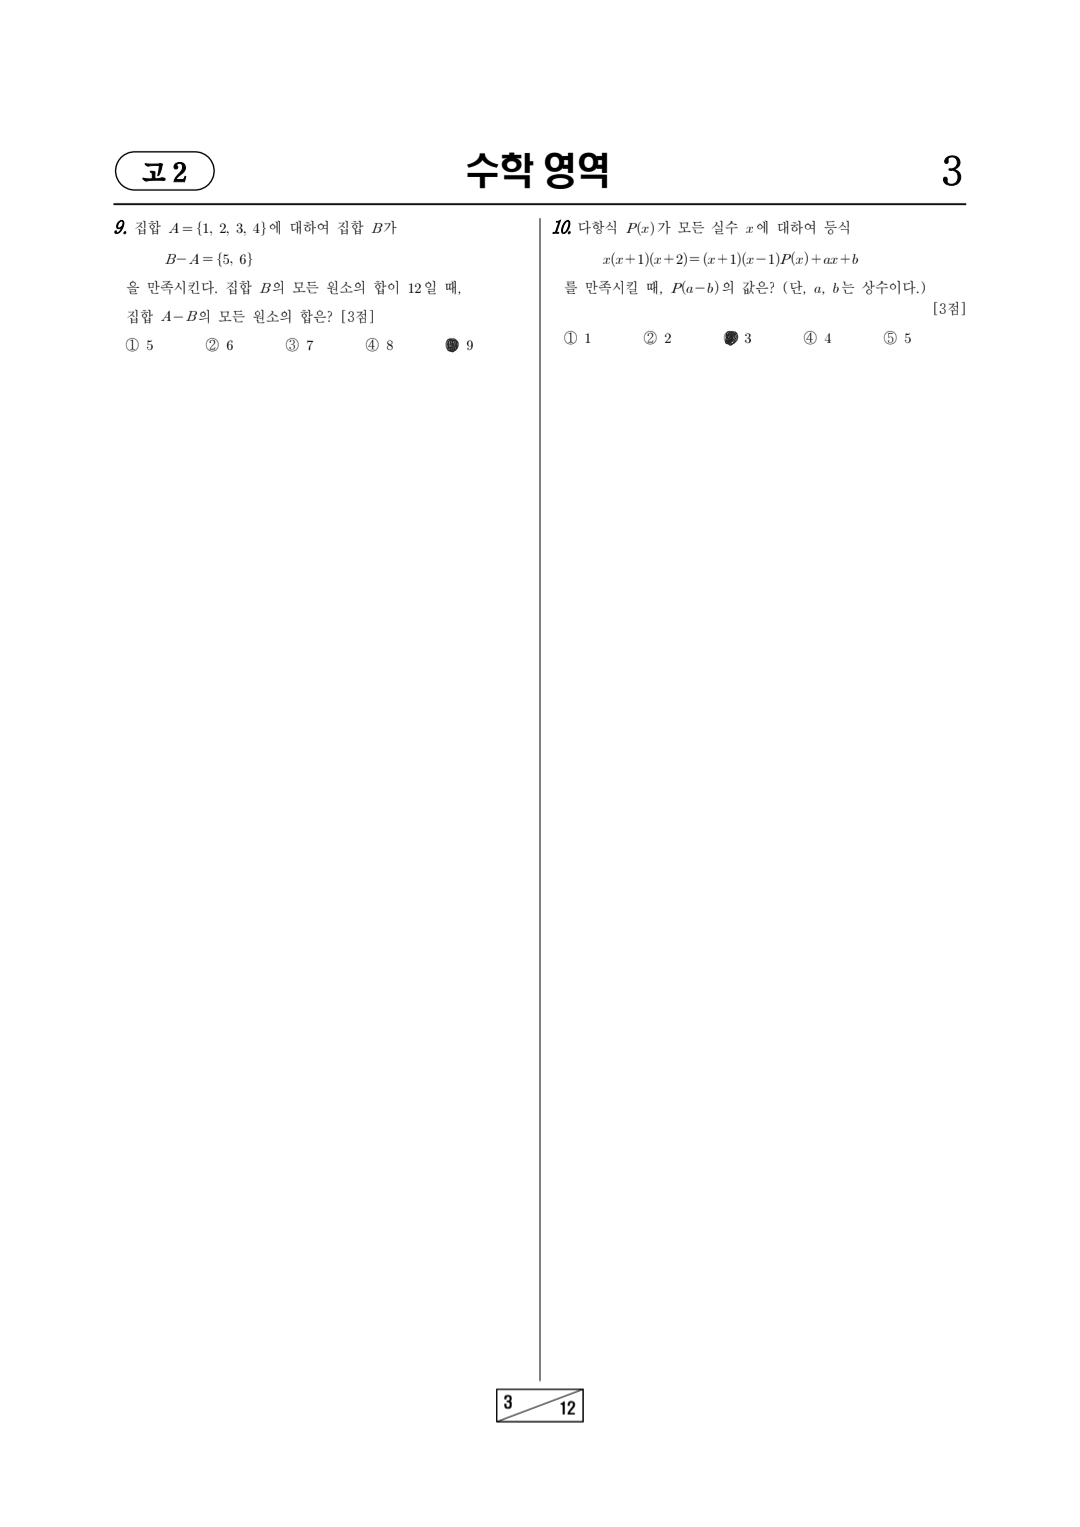 고 2
수학 영역
3
9. 집합 A={1, 2, 3, 4}에 대하여 집합 B가
B-A={5, 6}
을 만족시킨다. 집합 B의 모든 원소의 합이 12일 때,
집합 A-B의 모든 원소의 합은? [3점]
① 5 ② 6 ③ 7 ④ 8 9
10. 다항식 P(x)가 모든 실수 x에 대하여 등식
x(x+1)(x+2)=(x+1)(x-1)P(x)+ax+b
를 만족시킬 때, P(a-b)의 값은? (단, a, b는 상수이다.)
[3점]
① 1 ② 2 3 ④ 4 ⑤ 5
3
12